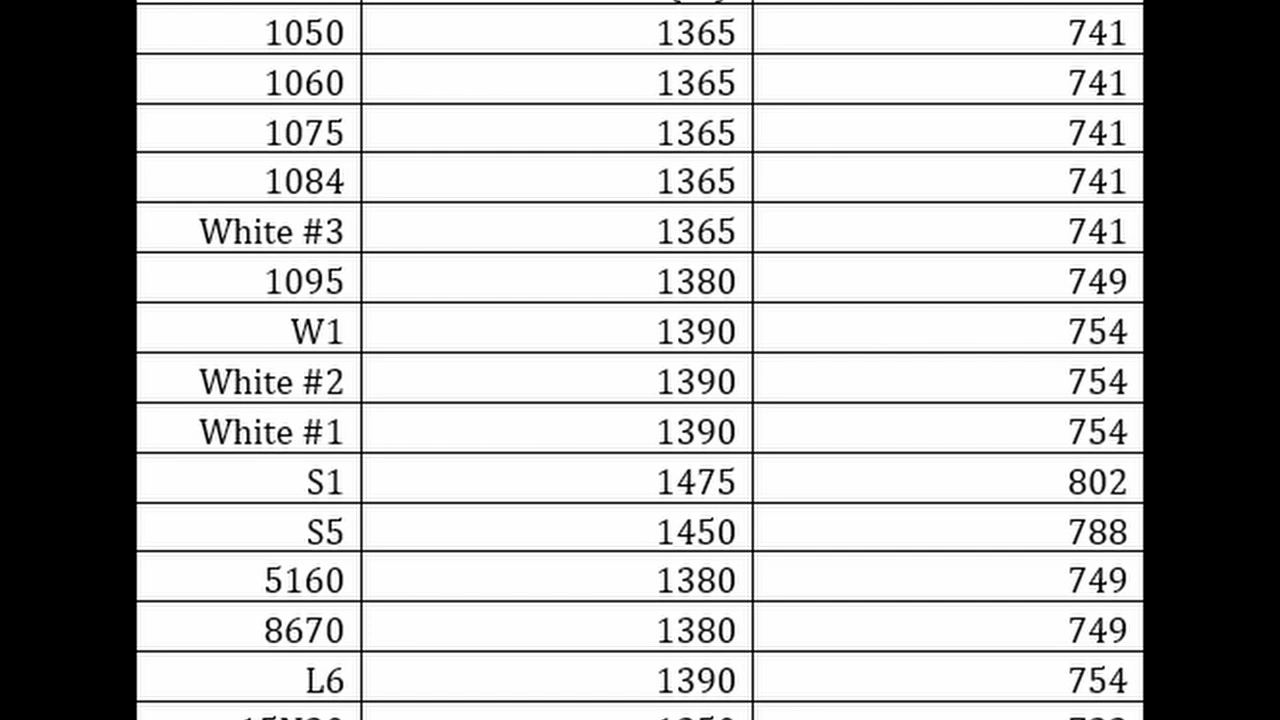 1050 1365 741
1060 1365 741
1075 1365 741
1084 1365 741
White #3 1365 741
1095 1380 749
W1 1390 754
White #2 1390 754
White #1 1390 754
S1 1475 802
S5 1450 788
5160 1380 749
8670 1380 749
L6 1390 754